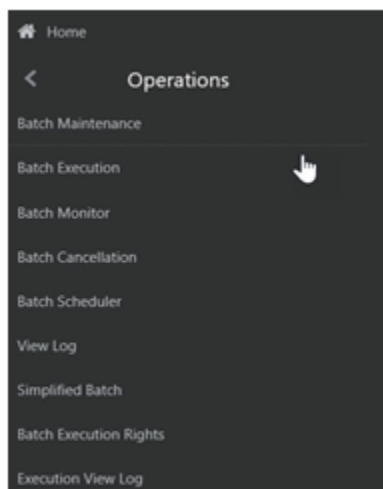 Home
Operations
Batch Maintenance
Batch Execution
Batch Monitor
Batch Cancellation
Batch Scheduler
View Log
Simplified Batch
Batch Execution Rights
Execution View Log